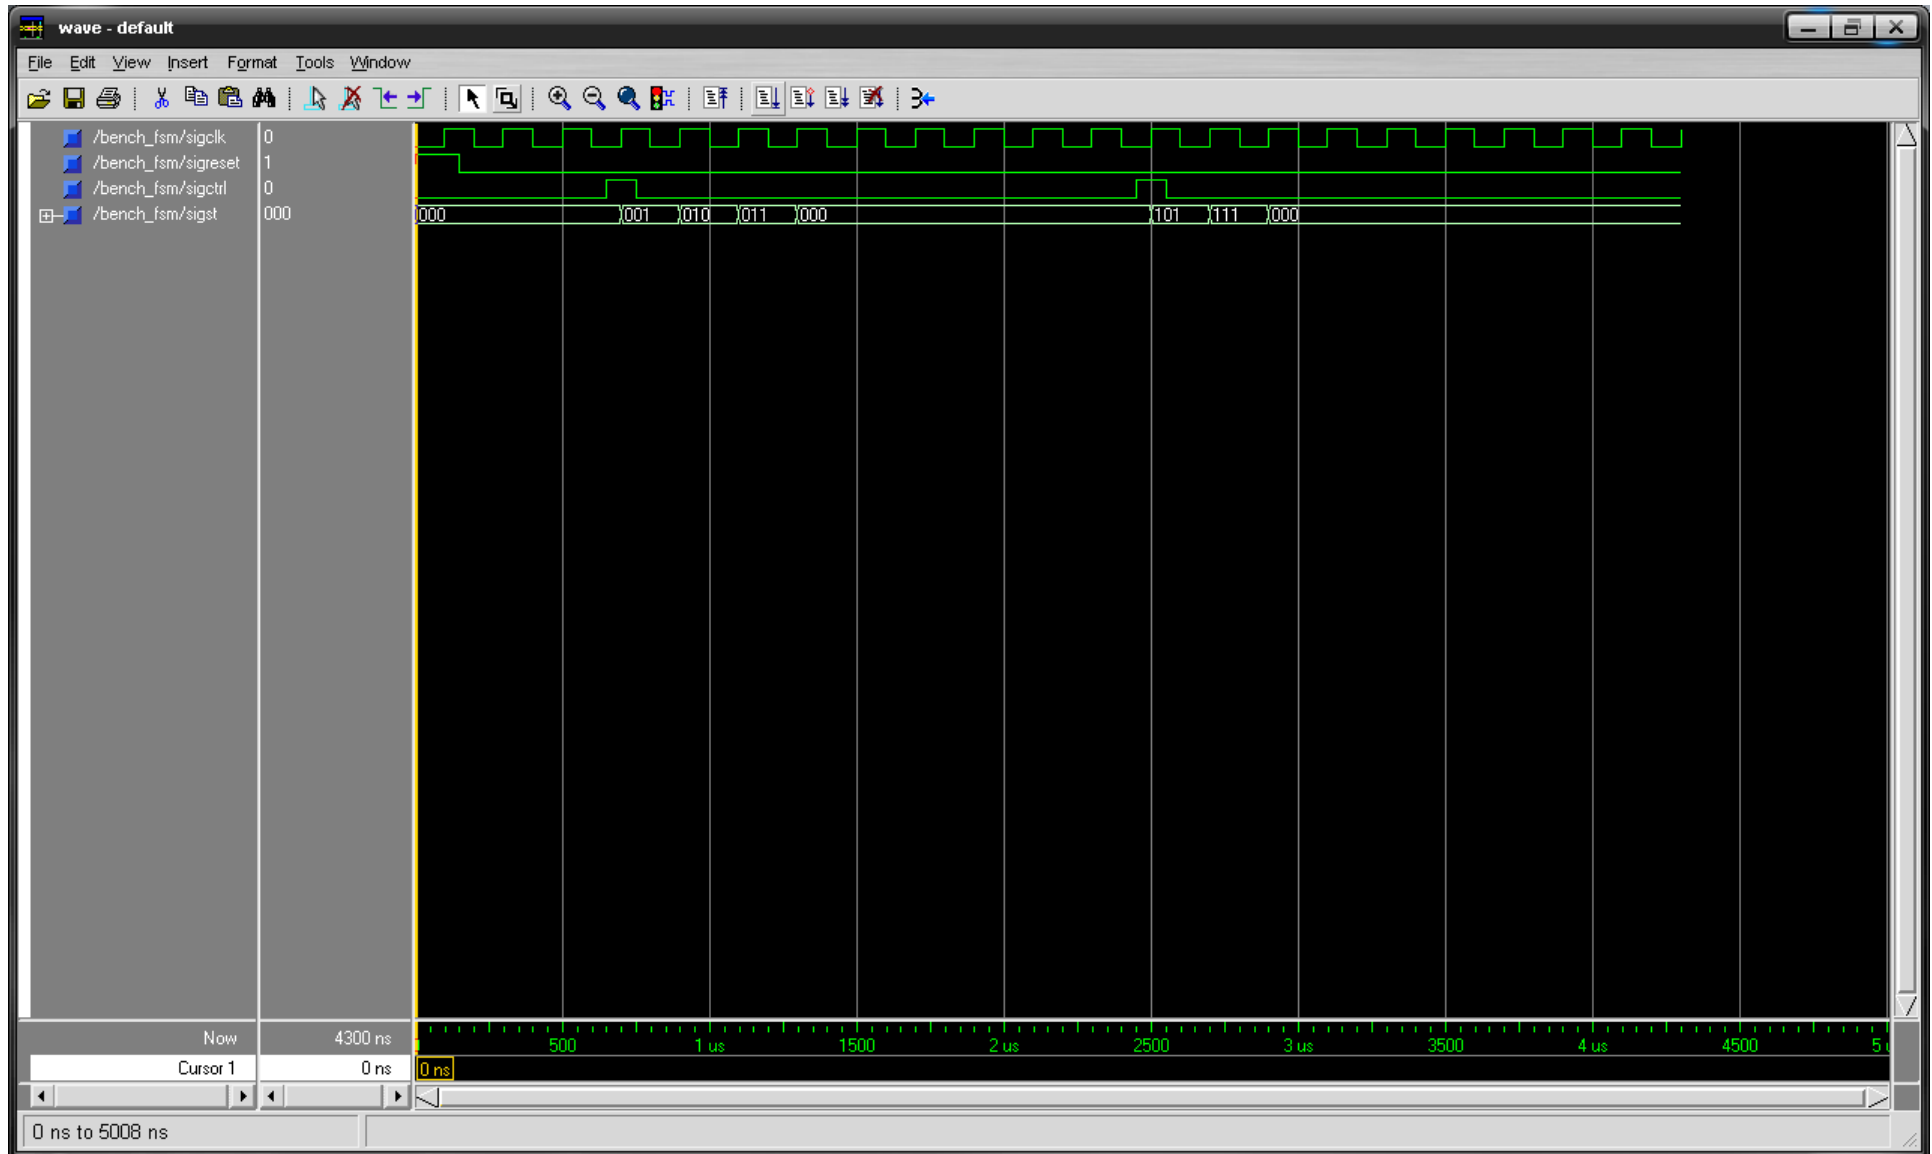 wave - default
File Edit View Insert Format Tools Window
/bench_fsm/sigclk 0
/bench_fsm/sigreset 1
/bench_fsm/sigctrl 0
/bench_fsm/sigst 000 000 001 010 011 000 101 111 000
Now 4300 ns 500 1 us 1500 2 us 2500 3 us 3500 4 us 4500 5 u
Cursor 1 0 ns 0 ns
0 ns to 5008 ns